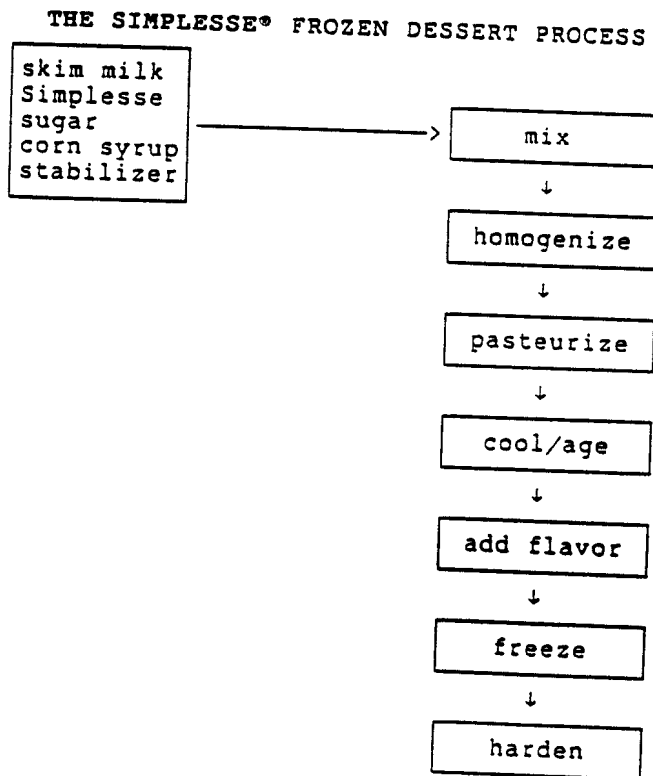 THE SIMPLESSE® FROZEN DESSERT PROCESS
skim milk
Simplesse
sugar
corn syrup
stabilizer
>
mix
↓
homogenize
↓
pasteurize
↓
cool/age
↓
add flavor
↓
freeze
↓
harden